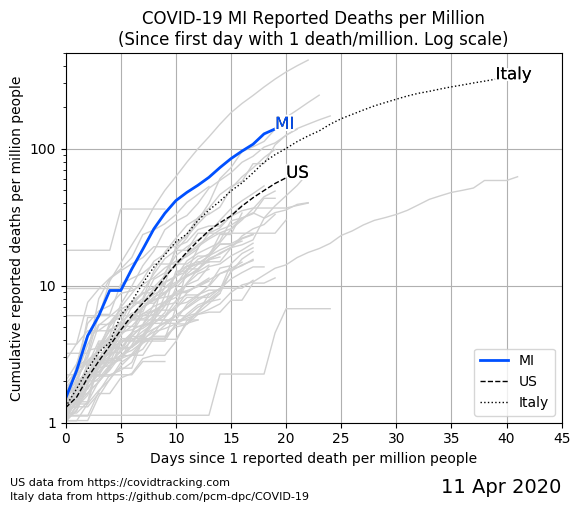 COVID-19 MI Reported Deaths per Million
(Since first day with 1 death/million. Log scale)
Cumulative reported deaths per million people
100
10
1
Italy
MI
US
MI
US
Italy
0 5 10 15 20 25 30 35 40 45
Days since 1 reported death per million people
US data from https://covidtracking.com
Italy data from https://github.com/pcm-dpc/COVID-19
11 Apr 2020